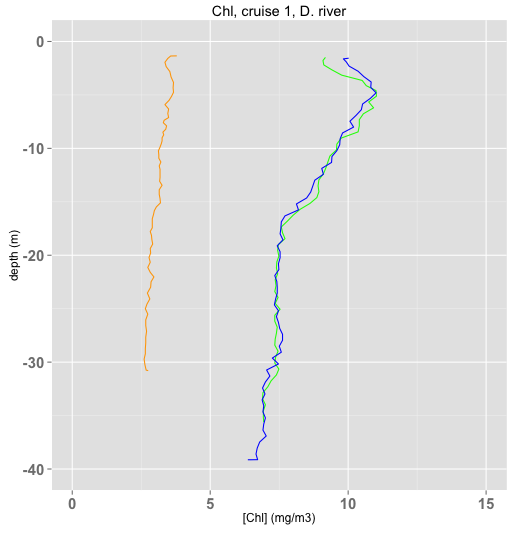 Chl, cruise 1, D. river
0
-10
-20
-30
-40
depth (m)
0 5 10 15
[Chl] (mg/m3)